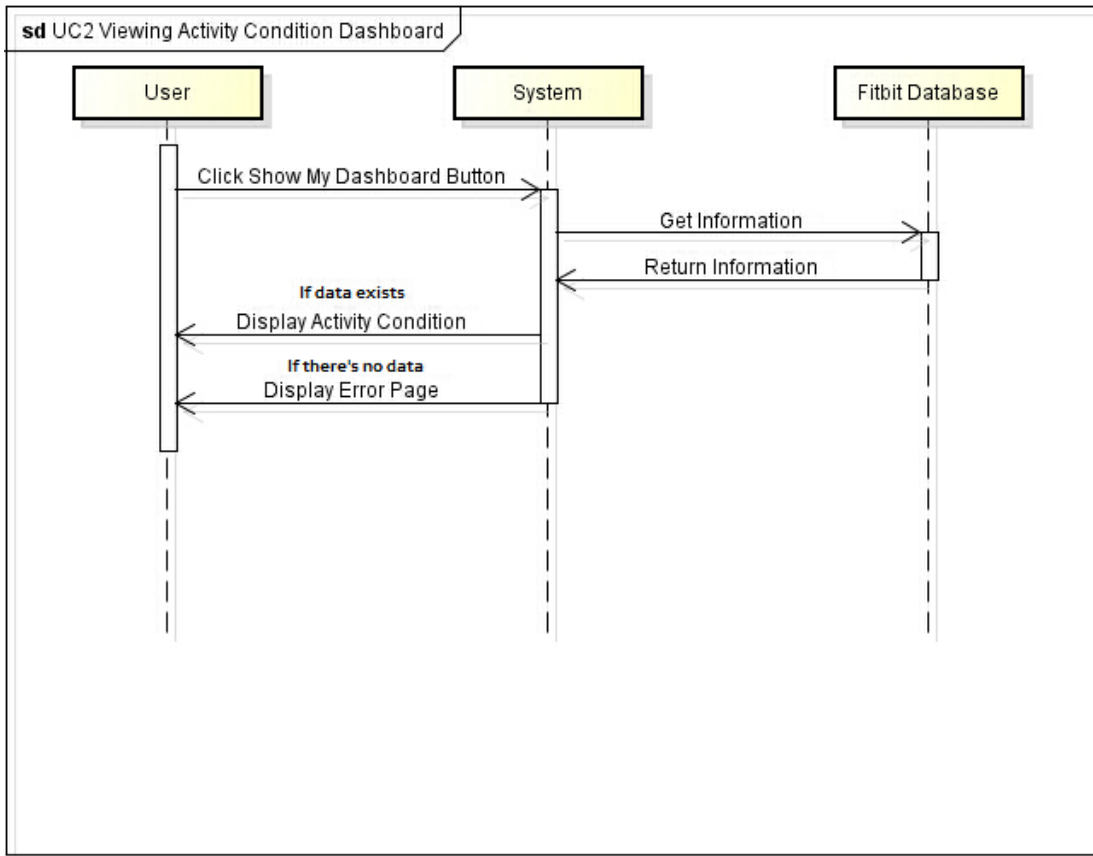 sd UC2 Viewing Activity Condition Dashboard
User
System
Fitbit Database
Click Show My Dashboard Button
Get Information
Return Information
If data exists
Display Activity Condition
If there's no data
Display Error Page